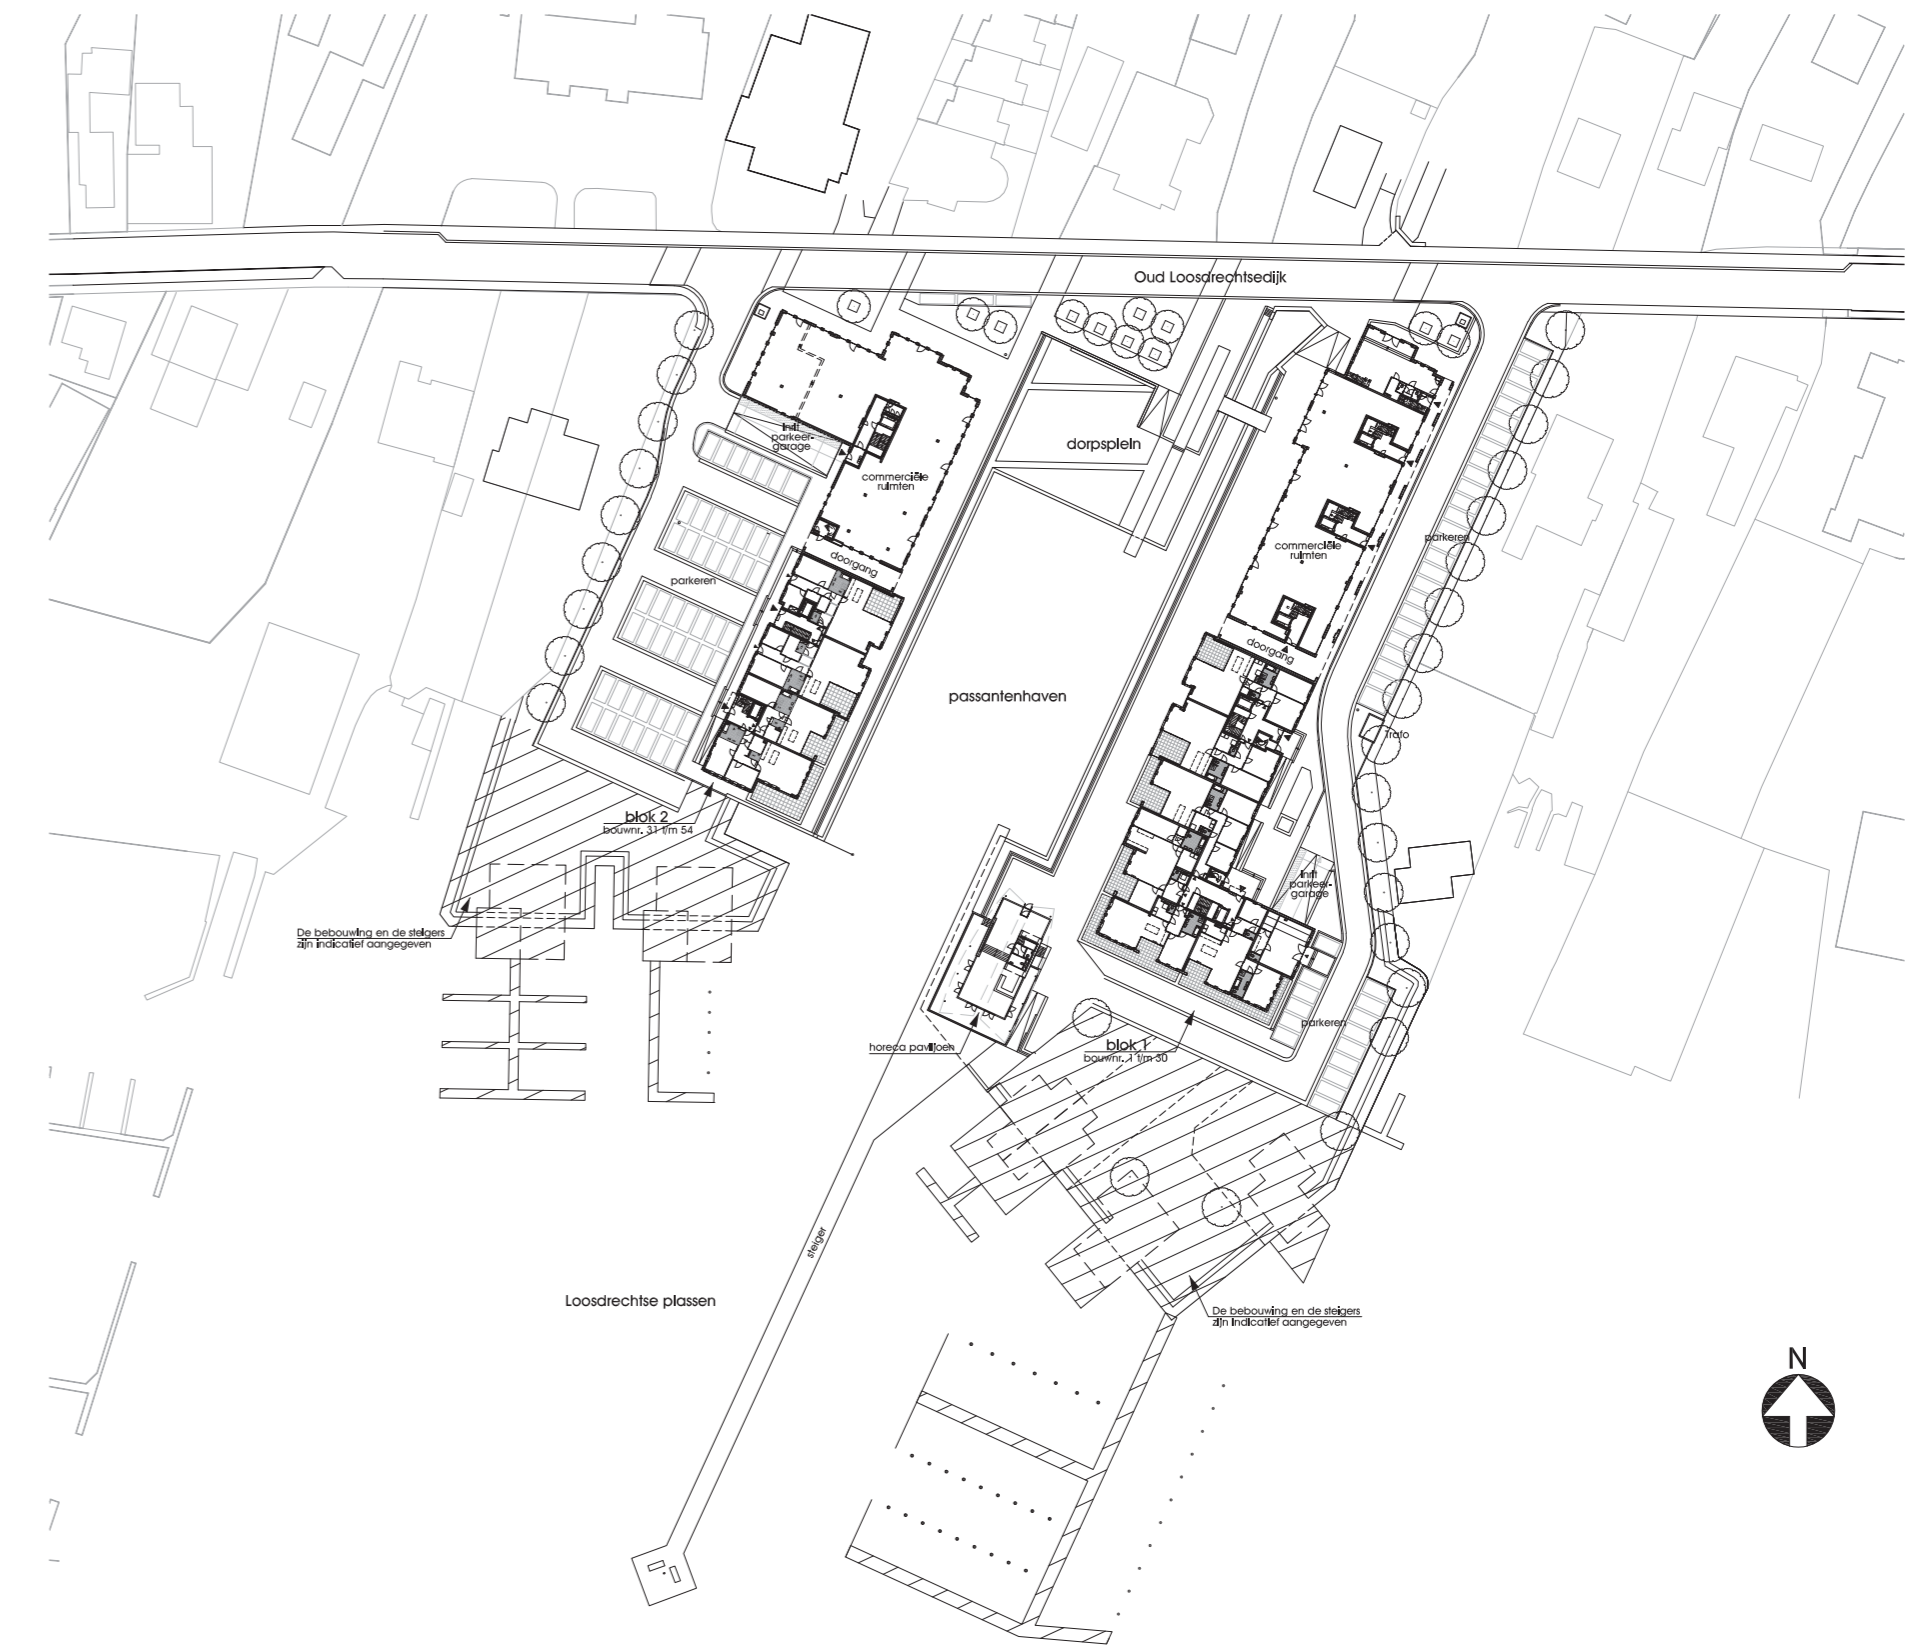 Oud Loosdrechtsedijk
Inrit
parkeer-
garage
dorpsplein
commerciële
ruimten
commerciële
ruimten
parkeren
doorgang
parkeren
doorgang
passantenhaven
Trafo
blok 2
bouwnr. 31 t/m 54
Inrit
parkeer-
garage
De bebouwing en de steigers
zijn indicatief aangegeven
parkeren
horeca paviljoen
blok 1
bouwnr. 1 t/m 30
steiger
Loosdrechtse plassen
De bebouwing en de steigers
zijn indicatief aangegeven
N